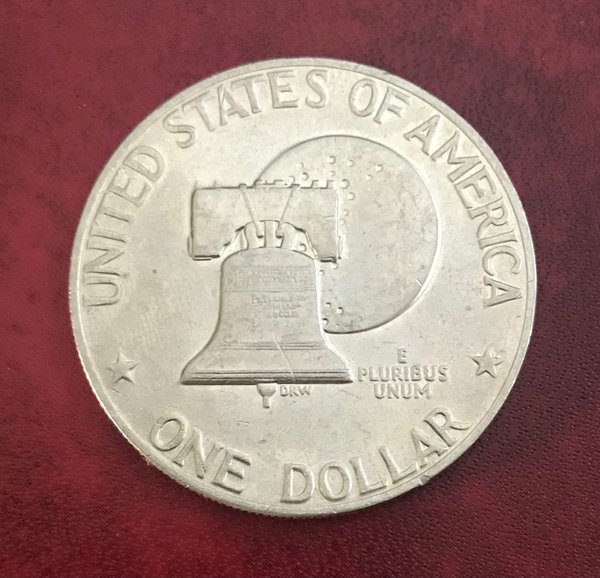 UNITED STATES OF AMERICA
E
PLURIBUS
UNUM
DRW
ONE DOLLAR